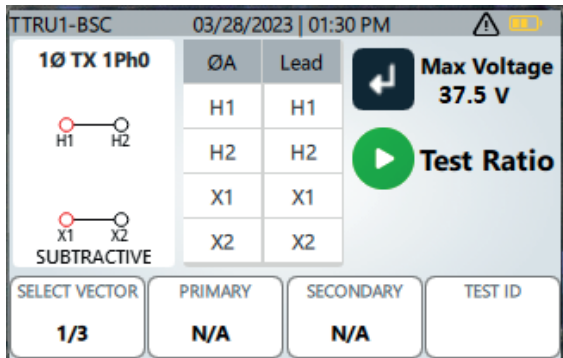 TTRU1-BSC 03/28/2023 | 01:30 PM
1Ø TX 1Ph0
H1 H2
X1 X2
SUBTRACTIVE
ØA Lead
H1 H1
H2 H2
X1 X1
X2 X2
Max Voltage
37.5 V
Test Ratio
SELECT VECTOR
1/3
PRIMARY
N/A
SECONDARY
N/A
TEST ID